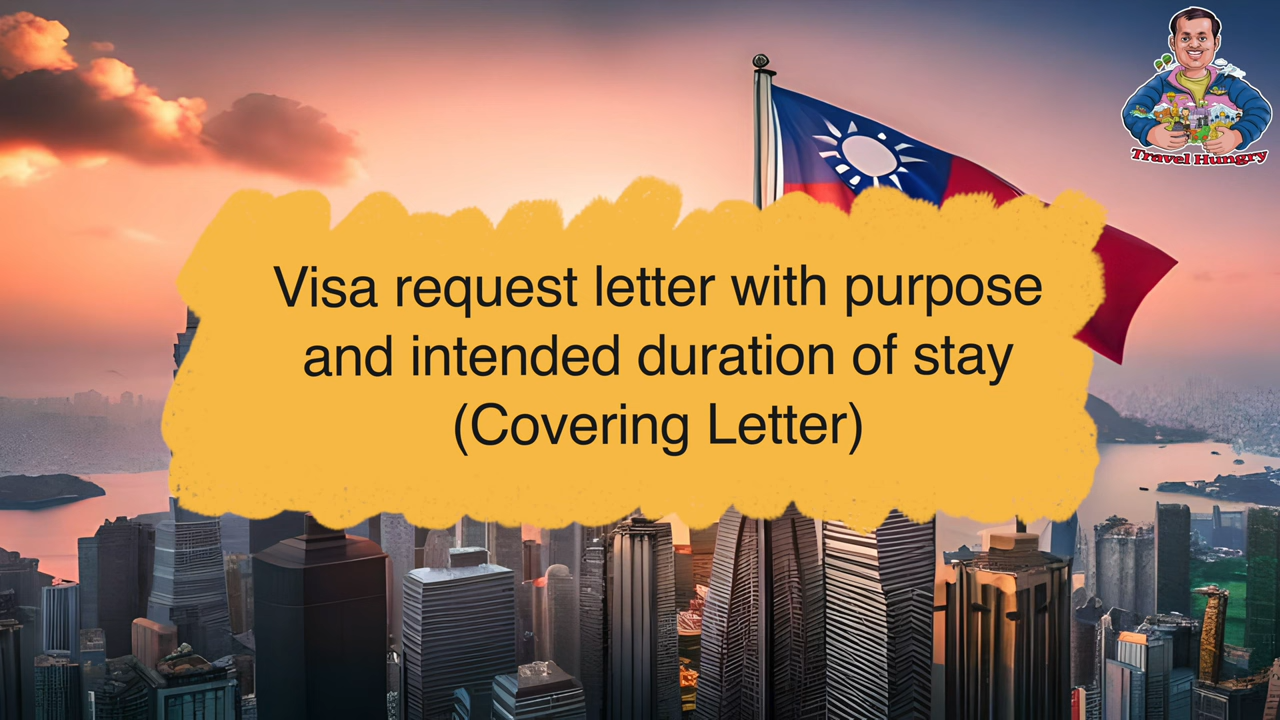 Travel Hungry
Visa request letter with purpose
and intended duration of stay
(Covering Letter)